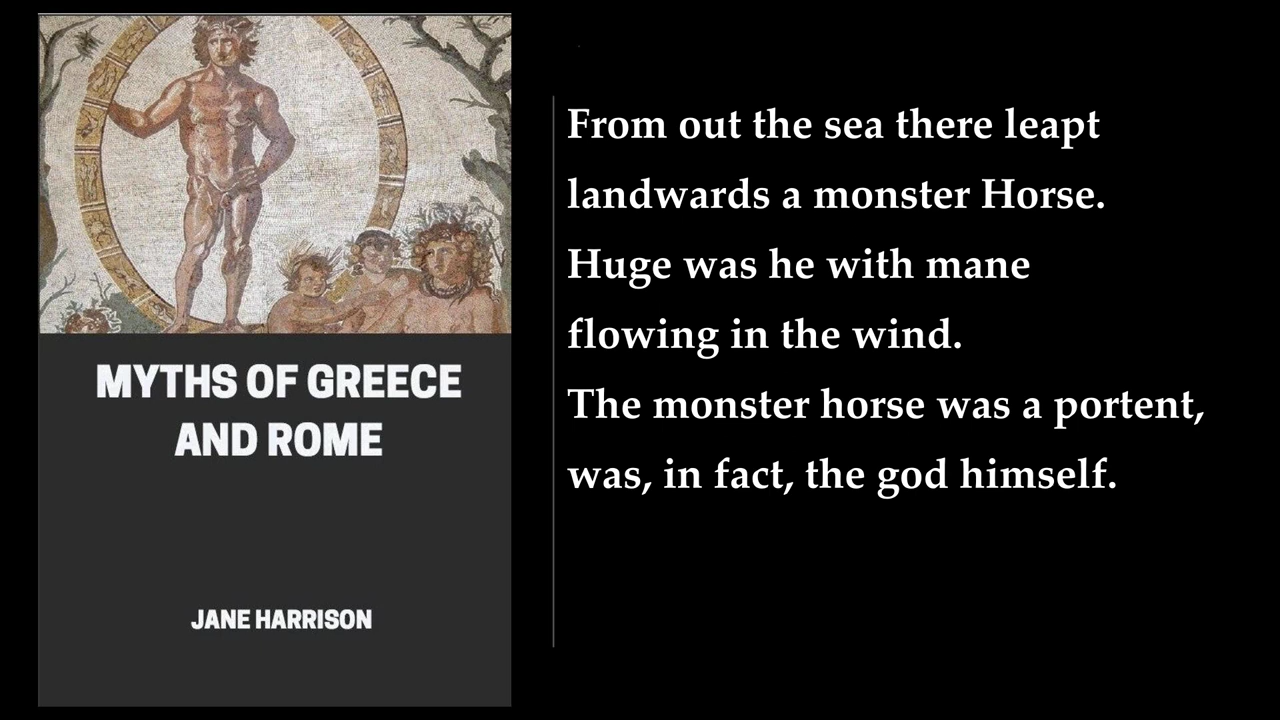 MYTHS OF GREECE
AND ROME
JANE HARRISON
From out the sea there leapt
landwards a monster Horse.
Huge was he with mane
flowing in the wind.
The monster horse was a portent,
was, in fact, the god himself.